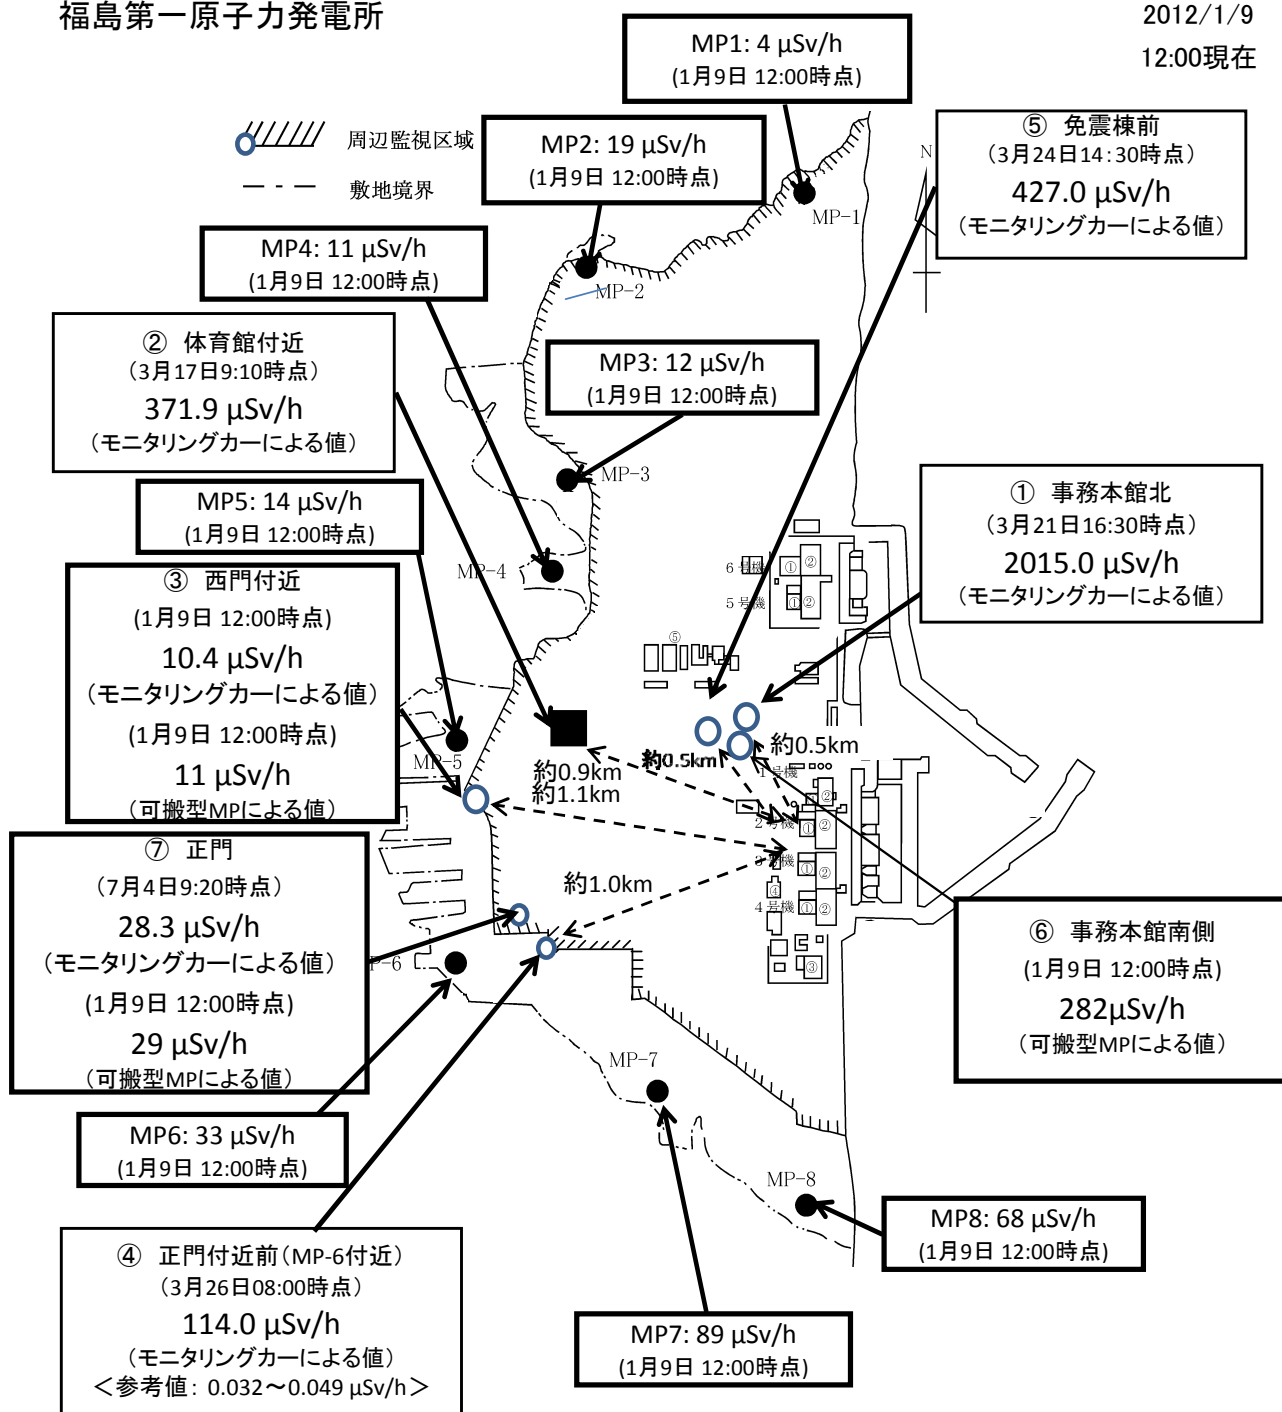 福島第一原子力発電所
2012/1/9
12:00現在
MP1: 4 μSv/h
(1月9日 12:00時点)
周辺監視区域
敷地境界
MP2: 19 μSv/h
(1月9日 12:00時点)
⑤ 免震棟前
(3月24日14:30時点)
427.0 μSv/h
(モニタリングカーによる値)
N
MP-1
MP4: 11 μSv/h
(1月9日 12:00時点)
MP-2
② 体育館付近
(3月17日9:10時点)
371.9 μSv/h
(モニタリングカーによる値)
MP3: 12 μSv/h
(1月9日 12:00時点)
MP-3
MP5: 14 μSv/h
(1月9日 12:00時点)
① 事務本館北
(3月21日16:30時点)
2015.0 μSv/h
(モニタリングカーによる値)
MP-4
6号機
① ②
5号機
① ②
③ 西門付近
(1月9日 12:00時点)
10.4 μSv/h
(モニタリングカーによる値)
(1月9日 12:00時点)
11 μSv/h
(可搬型MPによる値)
⑤
MP-5
約0.9km
約1.1km
約0.5km
約0.5km
1号機
②
2号機
① ②
3号機
① ②
④
4号機
① ②
③
約1.0km
⑦ 正門
(7月4日9:20時点)
28.3 μSv/h
(モニタリングカーによる値)
(1月9日 12:00時点)
29 μSv/h
(可搬型MPによる値)
P-6
⑥ 事務本館南側
(1月9日 12:00時点)
282μSv/h
(可搬型MPによる値)
MP-7
MP6: 33 μSv/h
(1月9日 12:00時点)
MP-8
MP8: 68 μSv/h
(1月9日 12:00時点)
④ 正門付近前(MP-6付近)
(3月26日08:00時点)
114.0 μSv/h
(モニタリングカーによる値)
<参考値: 0.032～0.049 μSv/h>
MP7: 89 μSv/h
(1月9日 12:00時点)